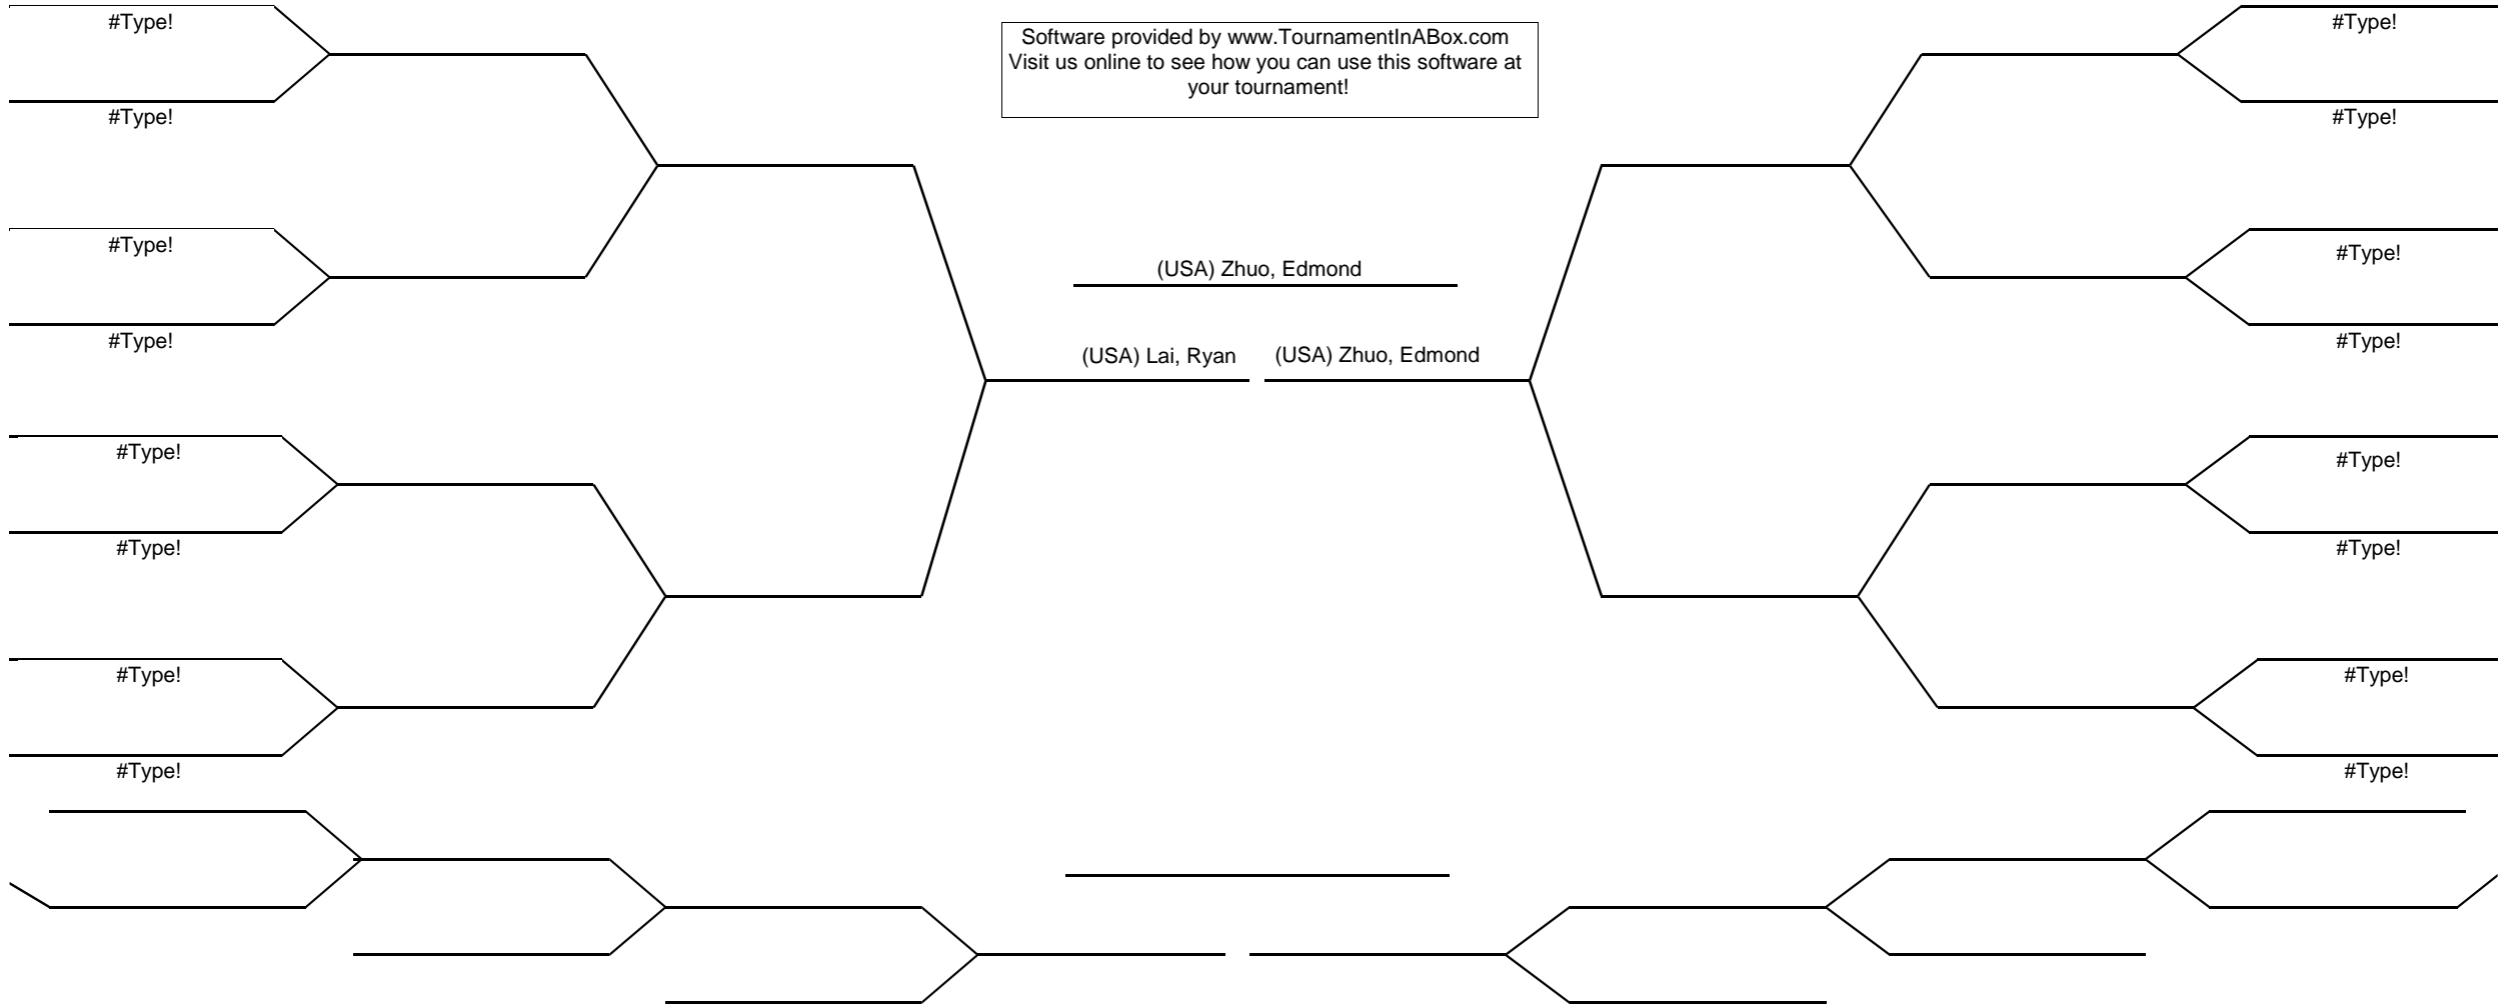 #Type!
Software provided by www.TournamentInABox.com
Visit us online to see how you can use this software at
your tournament!
#Type!
#Type!
#Type!
#Type!
#Type!
(USA) Zhuo, Edmond
#Type!
#Type!
(USA) Lai, Ryan
(USA) Zhuo, Edmond
#Type!
#Type!
#Type!
#Type!
#Type!
#Type!
#Type!
#Type!
#Type!